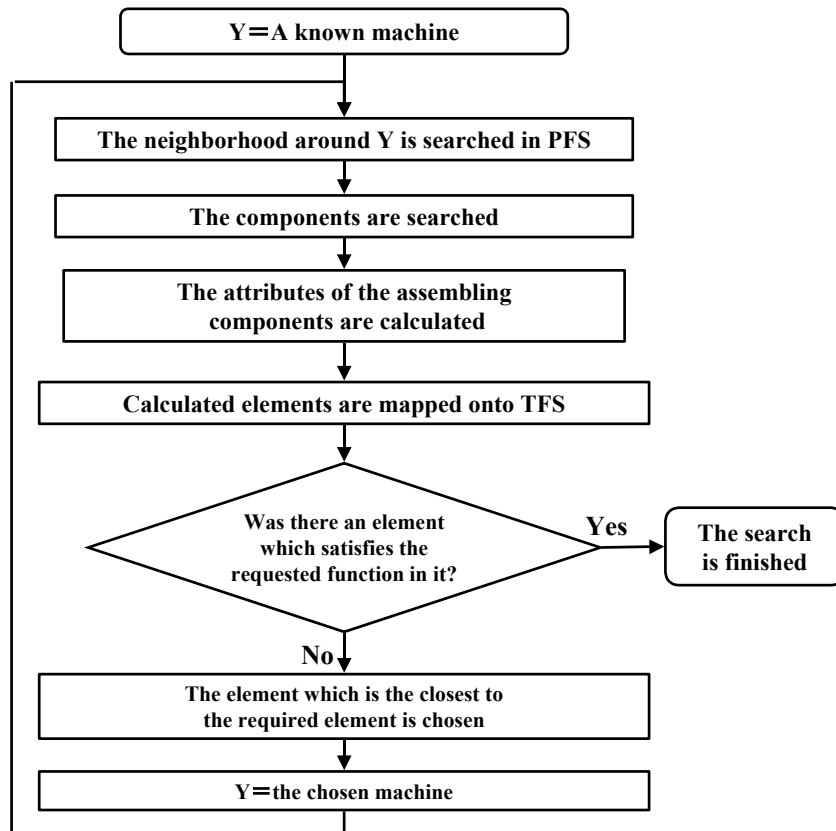 Y＝A known machine
The neighborhood around Y is searched in PFS
The components are searched
The attributes of the assembling
components are calculated
Calculated elements are mapped onto TFS
Was there an element
which satisfies the
requested function in it?
Yes
The search
is finished
No
The element which is the closest to
the required element is chosen
Y＝the chosen machine